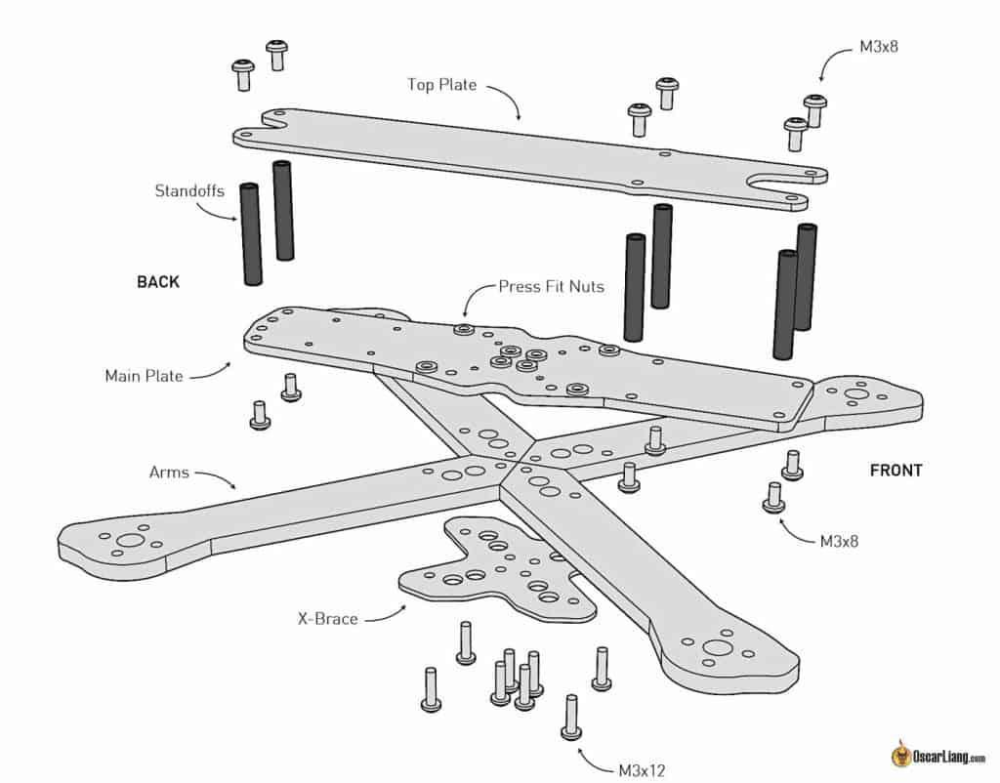 M3x8
Top Plate
Standoffs
BACK
Press Fit Nuts
Main Plate
Arms
FRONT
M3x8
X-Brace
M3x12
OscarLiang.com